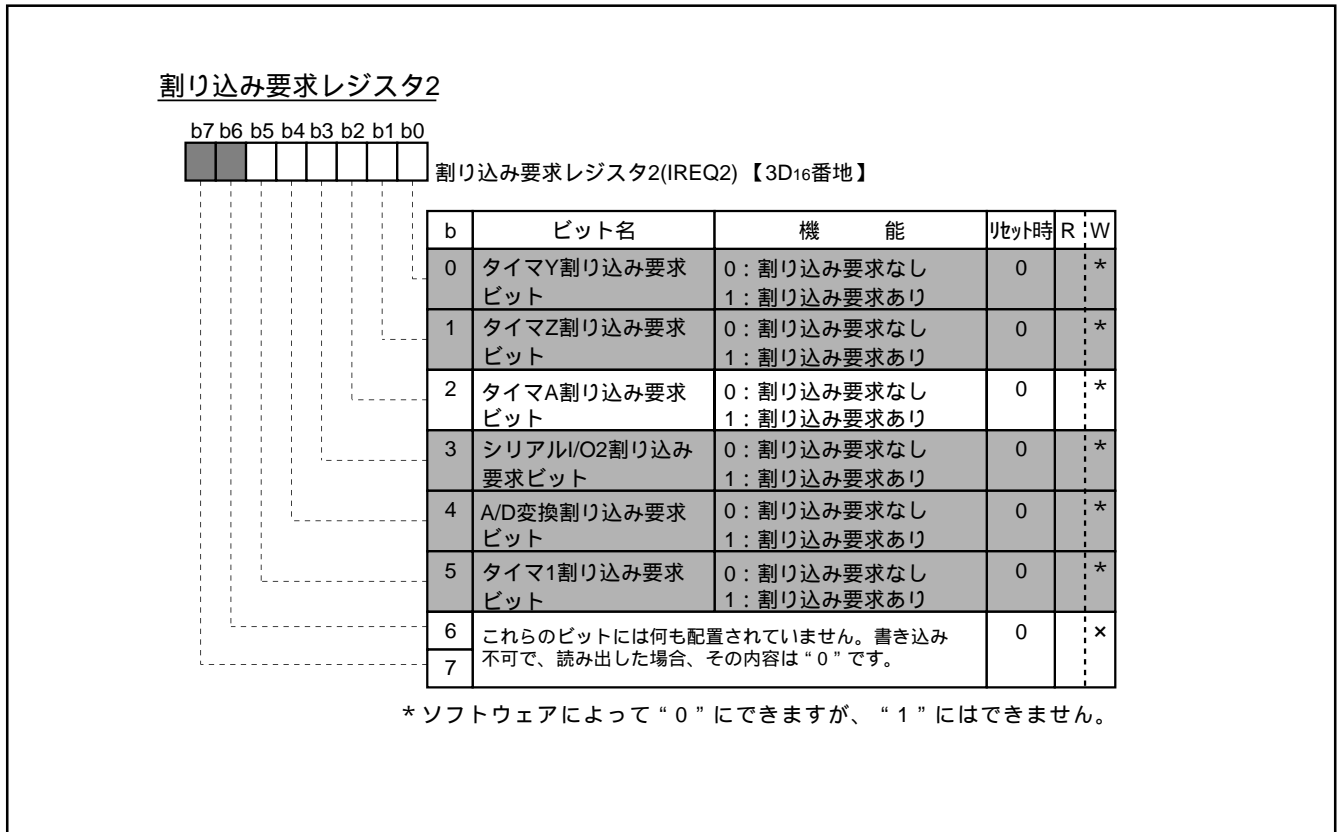 割り込み要求レジスタ2
b7 b6 b5 b4 b3 b2 b1 b0
割り込み要求レジスタ2(IREQ2)【3D16番地】
b ビット名 機 能 リセット時 R W
0 タイマY割り込み要求 0：割り込み要求なし 0 *
ビット 1：割り込み要求あり
1 タイマZ割り込み要求 0：割り込み要求なし 0 *
ビット 1：割り込み要求あり
2 タイマA割り込み要求 0：割り込み要求なし 0 *
ビット 1：割り込み要求あり
3 シリアルI/O2割り込み 0：割り込み要求なし 0 *
要求ビット 1：割り込み要求あり
4 A/D変換割り込み要求 0：割り込み要求なし 0 *
ビット 1：割り込み要求あり
5 タイマ1割り込み要求 0：割り込み要求なし 0 *
ビット 1：割り込み要求あり
6 これらのビットには何も配置されていません。書き込み 0 ×
7 不可で、読み出した場合、その内容は“0”です。
*ソフトウェアによって“0”にできますが、“1”にはできません。